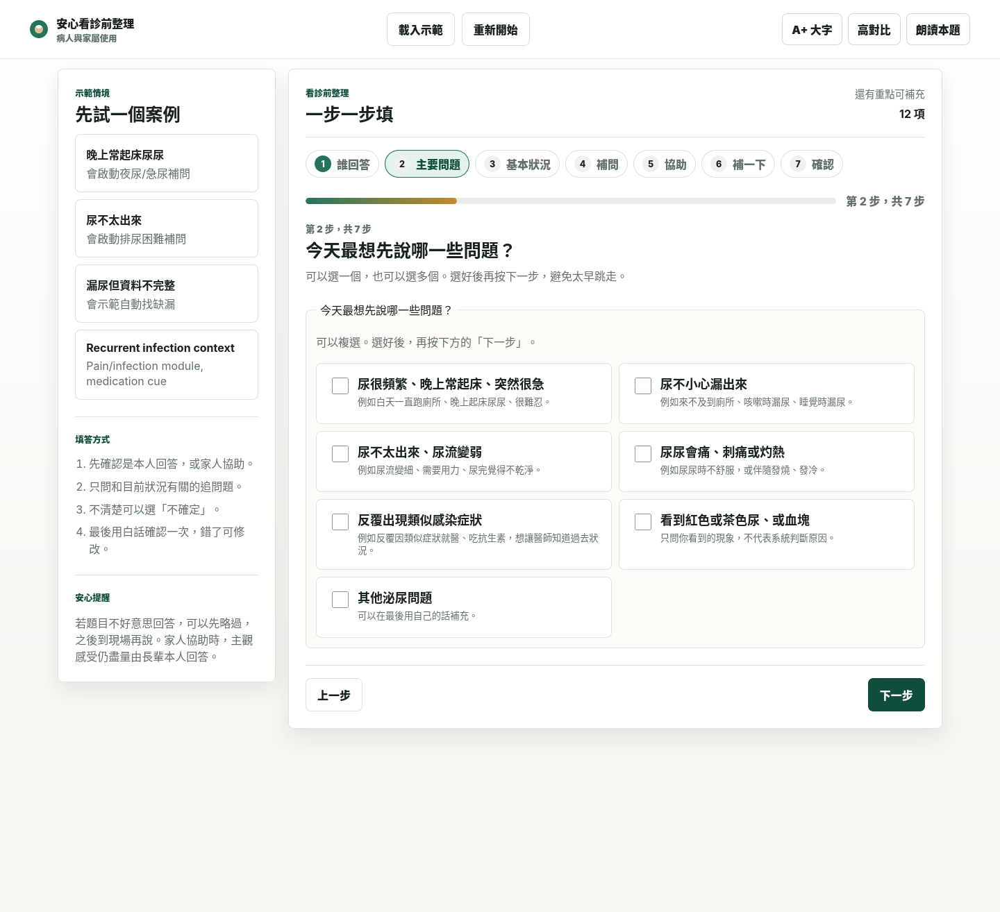 安心看診前整理
病人與家屬使用
載入示範
重新開始
A+ 大字
高對比
朗讀本題
示範情境
先試一個案例
晚上常起床尿尿
會啟動夜尿/急尿補問
尿不太出來
會啟動排尿困難補問
漏尿但資料不完整
會示範自動找缺漏
Recurrent infection context
Pain/infection module,
medication cue
填答方式
1. 先確認是本人回答，或家人協助。
2. 只問和目前狀況有關的追問題。
3. 不清楚可以選「不確定」。
4. 最後用白話確認一次，錯了可修
改。
安心提醒
若題目不好意思回答，可以先略過，
之後到現場再說。家人協助時，主觀
感受仍盡量由長輩本人回答。
看診前整理
一步一步填
還有重點可補充
12 項
1 誰回答
2 主要問題
3 基本狀況
4 補問
5 協助
6 補一下
7 確認
第 2 步，共 7 步
第 2 步，共 7 步
今天最想先說哪一些問題？
可以選一個，也可以選多個。選好後再按下一步，避免太早跳走。
今天最想先說哪一些問題？
可以複選。選好後，再按下方的「下一步」。
尿很頻繁、晚上常起床、突然很急
例如白天一直跑廁所、晚上起床尿尿、很難忍。
尿不小心漏出來
例如來不及到廁所、咳嗽時漏尿、睡覺時漏尿。
尿不太出來、尿流變弱
例如尿流變細、需要用力、尿完覺得不乾淨。
尿尿會痛、刺痛或灼熱
例如尿尿時不舒服，或伴隨發燒、發冷。
反覆出現類似感染症狀
例如反覆因類似症狀就醫、吃抗生素，想讓醫師知道過去狀
況。
看到紅色或茶色尿、或血塊
只問你看到的現象，不代表系統判斷原因。
其他泌尿問題
可以在最後用自己的話補充。
上一步
下一步